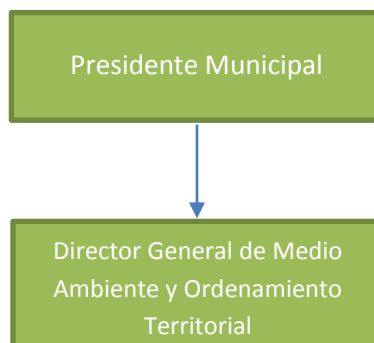 Presidente Municipal
Director General de Medio
Ambiente y Ordenamiento
Territorial